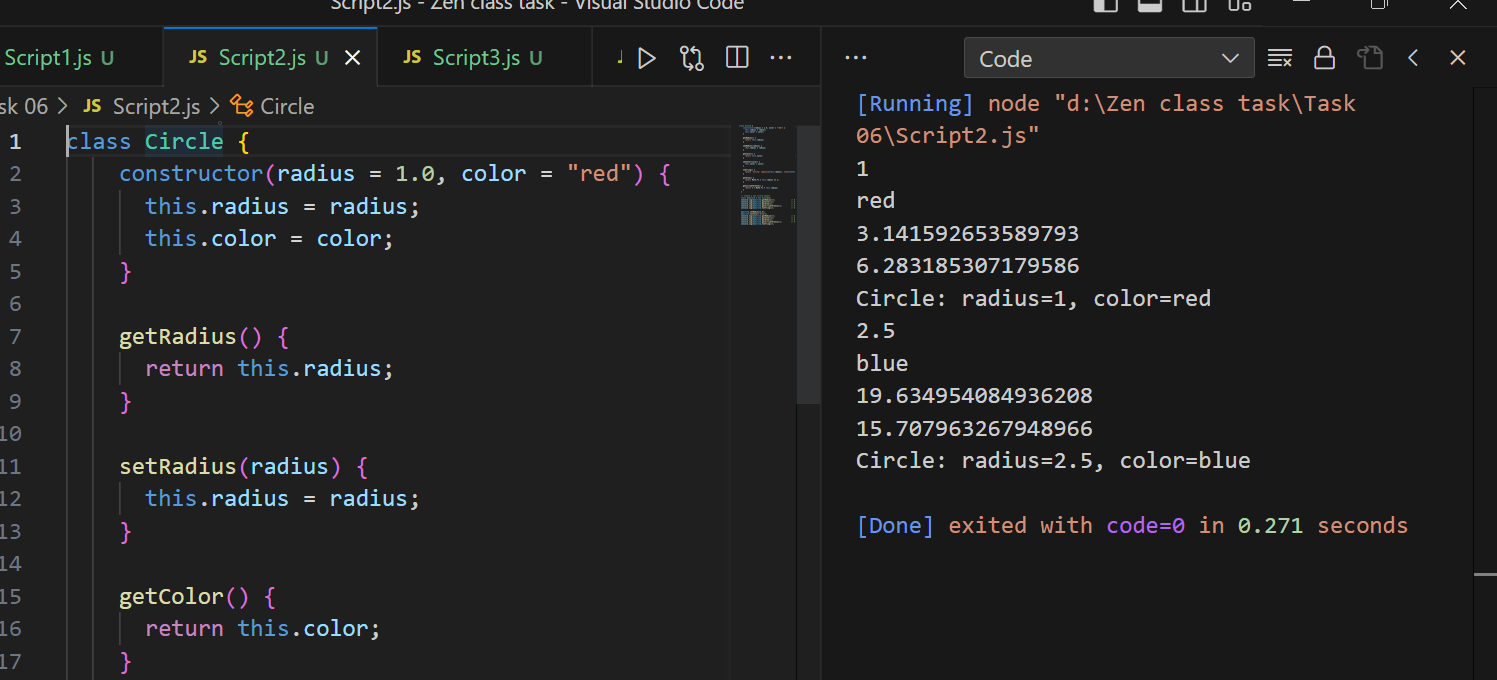 Script2.js - Zen class task - Visual Studio Code
Script1.js U
JS Script2.js U
JS Script3.js U
sk 06 > JS Script2.js > Circle
1 class Circle {
2 constructor(radius = 1.0, color = "red") {
3 this.radius = radius;
4 this.color = color;
5 }
6
7 getRadius() {
8 return this.radius;
9 }
10
11 setRadius(radius) {
12 this.radius = radius;
13 }
14
15 getColor() {
16 return this.color;
17 }
Code
[Running] node "d:\Zen class task\Task
06\Script2.js"
1
red
3.141592653589793
6.283185307179586
Circle: radius=1, color=red
2.5
blue
19.634954084936208
15.707963267948966
Circle: radius=2.5, color=blue
[Done] exited with code=0 in 0.271 seconds